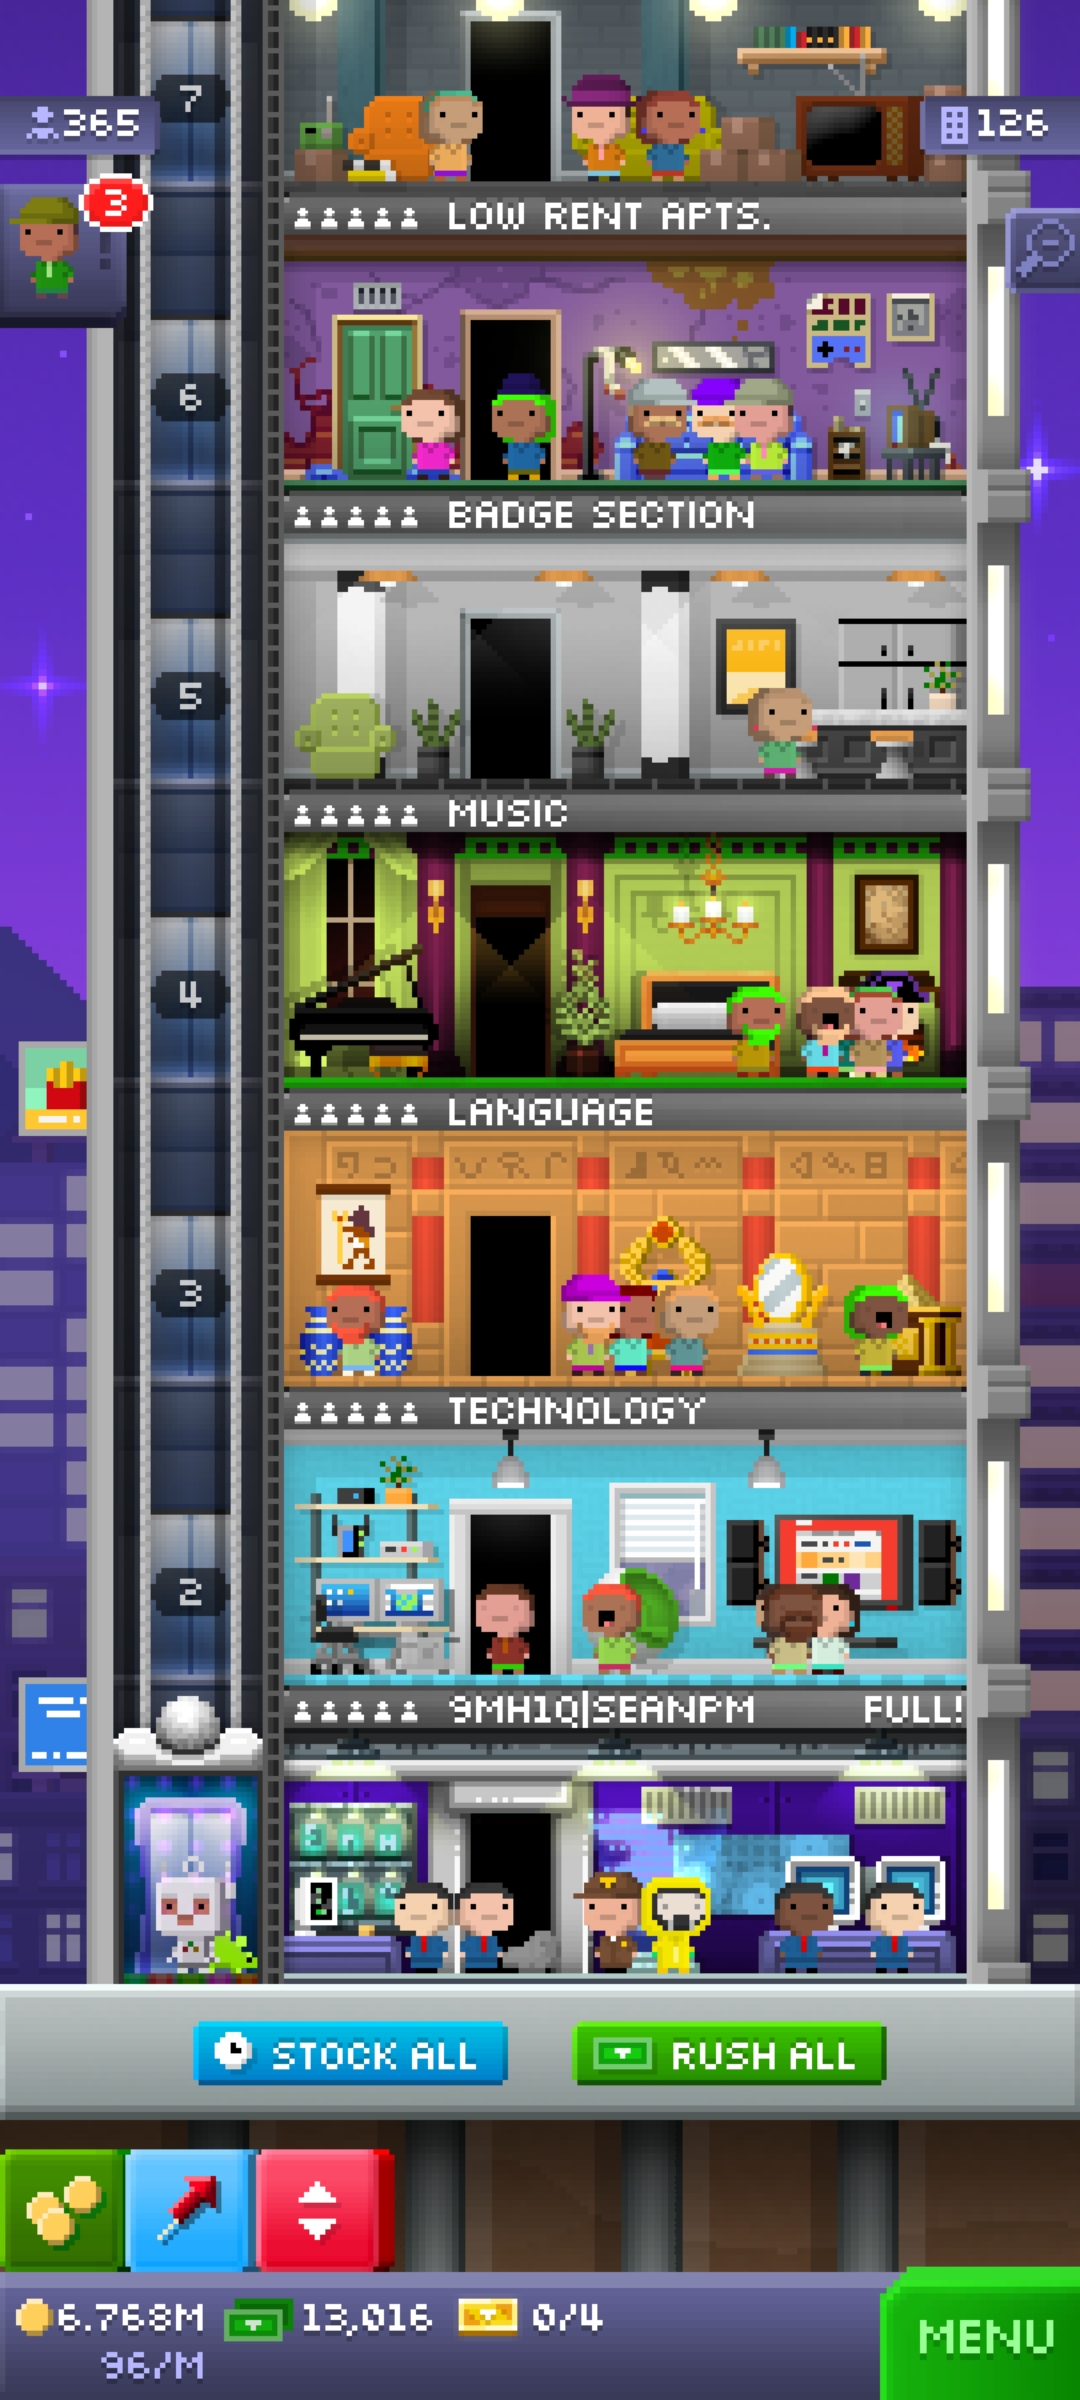 7
365
126
3
LOW RENT APTS.
6
BADGE SECTION
5
MUSIC
4
LANGUAGE
3
TECHNOLOGY
2
9MH1Q|SEANPM FULL!
STOCK ALL
RUSH ALL
6.768M 13,016 0/4
96/M
MENU